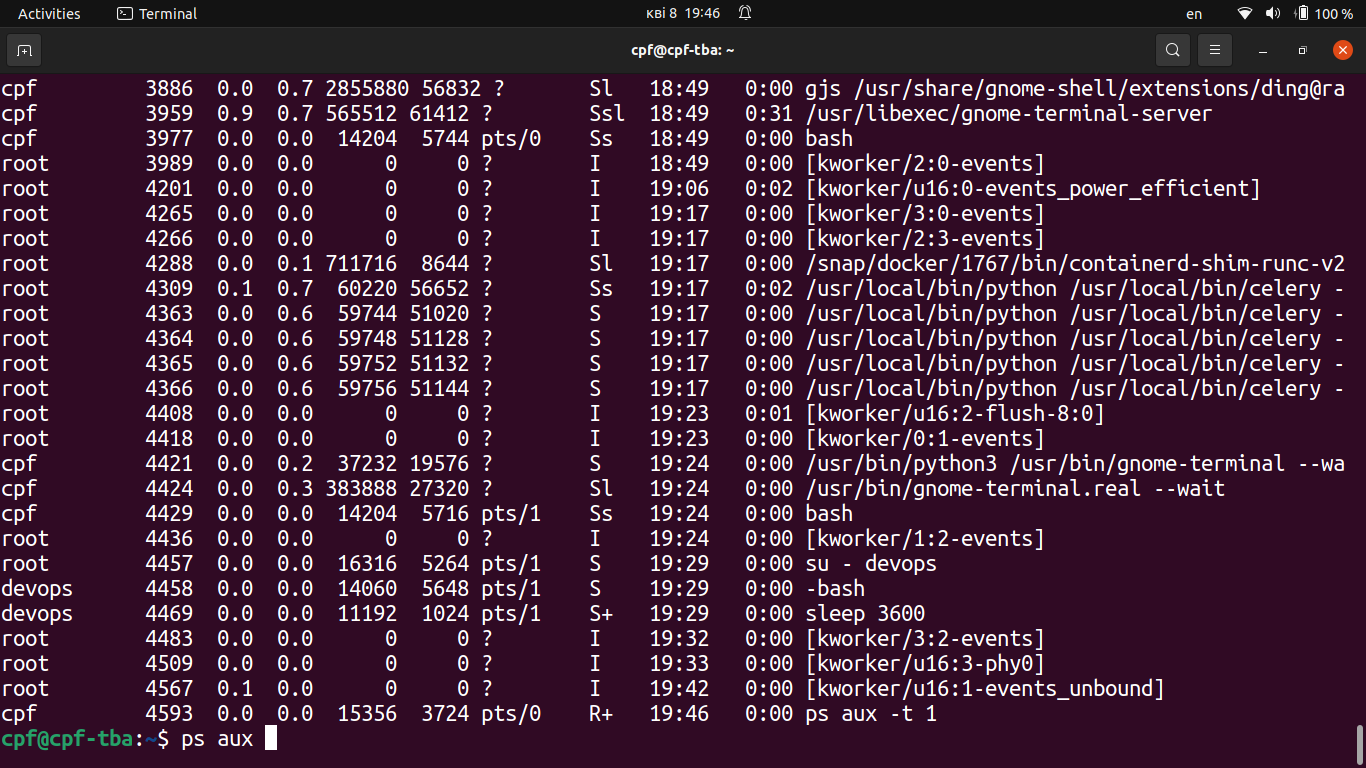 Activities Terminal кві 8 19:46 en 100 %
cpf@cpf-tba: ~
cpf 3886 0.0 0.7 2855880 56832 ? Sl 18:49 0:00 gjs /usr/share/gnome-shell/extensions/ding@ra
cpf 3959 0.9 0.7 565512 61412 ? Ssl 18:49 0:31 /usr/libexec/gnome-terminal-server
cpf 3977 0.0 0.0 14204 5744 pts/0 Ss 18:49 0:00 bash
root 3989 0.0 0.0 0 0 ? I 18:49 0:00 [kworker/2:0-events]
root 4201 0.0 0.0 0 0 ? I 19:06 0:02 [kworker/u16:0-events_power_efficient]
root 4265 0.0 0.0 0 0 ? I 19:17 0:00 [kworker/3:0-events]
root 4266 0.0 0.0 0 0 ? I 19:17 0:00 [kworker/2:3-events]
root 4288 0.0 0.1 711716 8644 ? Sl 19:17 0:00 /snap/docker/1767/bin/containerd-shim-runc-v2
root 4309 0.1 0.7 60220 56652 ? Ss 19:17 0:02 /usr/local/bin/python /usr/local/bin/celery -
root 4363 0.0 0.6 59744 51020 ? S 19:17 0:00 /usr/local/bin/python /usr/local/bin/celery -
root 4364 0.0 0.6 59748 51128 ? S 19:17 0:00 /usr/local/bin/python /usr/local/bin/celery -
root 4365 0.0 0.6 59752 51132 ? S 19:17 0:00 /usr/local/bin/python /usr/local/bin/celery -
root 4366 0.0 0.6 59756 51144 ? S 19:17 0:00 /usr/local/bin/python /usr/local/bin/celery -
root 4408 0.0 0.0 0 0 ? I 19:23 0:01 [kworker/u16:2-flush-8:0]
root 4418 0.0 0.0 0 0 ? I 19:23 0:00 [kworker/0:1-events]
cpf 4421 0.0 0.2 37232 19576 ? S 19:24 0:00 /usr/bin/python3 /usr/bin/gnome-terminal --wa
cpf 4424 0.0 0.3 383888 27320 ? Sl 19:24 0:00 /usr/bin/gnome-terminal.real --wait
cpf 4429 0.0 0.0 14204 5716 pts/1 Ss 19:24 0:00 bash
root 4436 0.0 0.0 0 0 ? I 19:24 0:00 [kworker/1:2-events]
root 4457 0.0 0.0 16316 5264 pts/1 S 19:29 0:00 su - devops
devops 4458 0.0 0.0 14060 5648 pts/1 S 19:29 0:00 -bash
devops 4469 0.0 0.0 11192 1024 pts/1 S+ 19:29 0:00 sleep 3600
root 4483 0.0 0.0 0 0 ? I 19:32 0:00 [kworker/3:2-events]
root 4509 0.0 0.0 0 0 ? I 19:33 0:00 [kworker/u16:3-phy0]
root 4567 0.1 0.0 0 0 ? I 19:42 0:00 [kworker/u16:1-events_unbound]
cpf 4593 0.0 0.0 15356 3724 pts/0 R+ 19:46 0:00 ps aux -t 1
cpf@cpf-tba:~$ ps aux